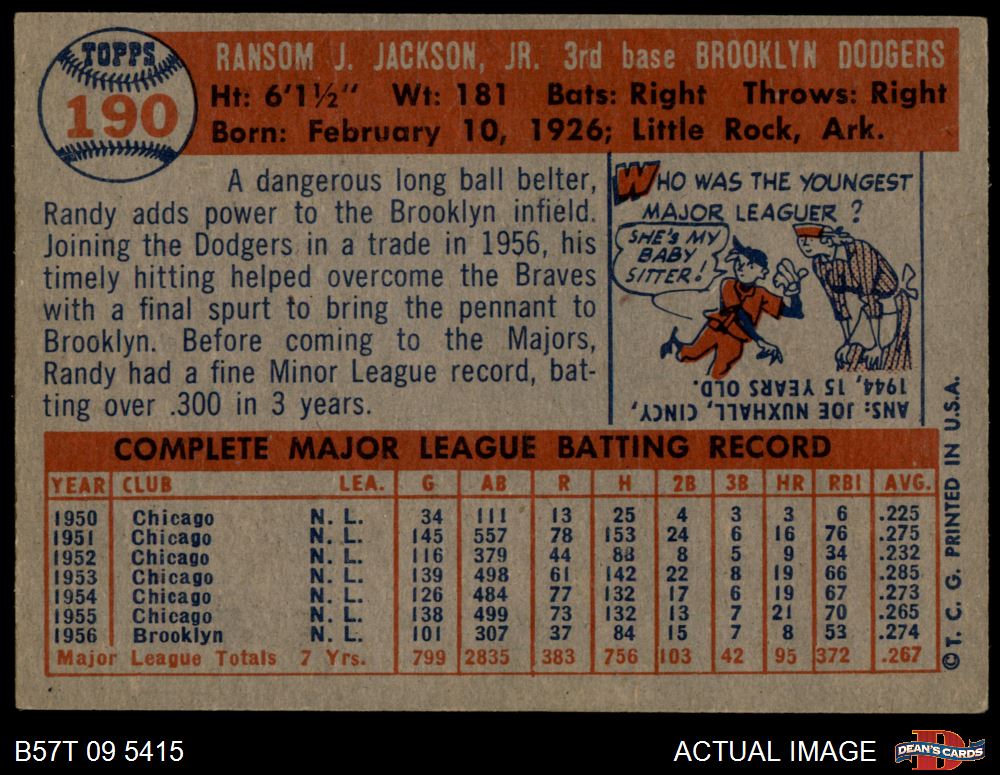 TOPPS
190
RANSOM J. JACKSON, JR. 3rd base BROOKLYN DODGERS
Ht: 6'1½" Wt: 181 Bats: Right Throws: Right
Born: February 10, 1926; Little Rock, Ark.
A dangerous long ball belter,
Randy adds power to the Brooklyn infield.
Joining the Dodgers in a trade in 1956, his
timely hitting helped overcome the Braves
with a final spurt to bring the pennant to
Brooklyn. Before coming to the Majors,
Randy had a fine Minor League record, bat-
ting over .300 in 3 years.
WHO WAS THE YOUNGEST
MAJOR LEAGUER ?
SHE'S MY
BABY
SITTER!
ANS: JOE NUXHALL, CINCY,
1944, 15 YEARS OLD.
COMPLETE MAJOR LEAGUE BATTING RECORD
YEAR CLUB LEA. G AB R H 2B 3B HR RBI AVG.
1950 Chicago N. L. 34 111 13 25 4 3 3 6 .225
1951 Chicago N. L. 145 557 78 153 24 6 16 76 .275
1952 Chicago N. L. 116 379 44 88 8 5 9 34 .232
1953 Chicago N. L. 139 498 61 142 22 8 19 66 .285
1954 Chicago N. L. 126 484 77 132 17 6 19 67 .273
1955 Chicago N. L. 138 499 73 132 13 7 21 70 .265
1956 Brooklyn N. L. 101 307 37 84 15 7 8 53 .274
Major League Totals 7 Yrs. 799 2835 383 756 103 42 95 372 .267
© T. C. G. PRINTED IN U.S.A.
B57T 09 5415
ACTUAL IMAGE
D
DEAN'S CARDS